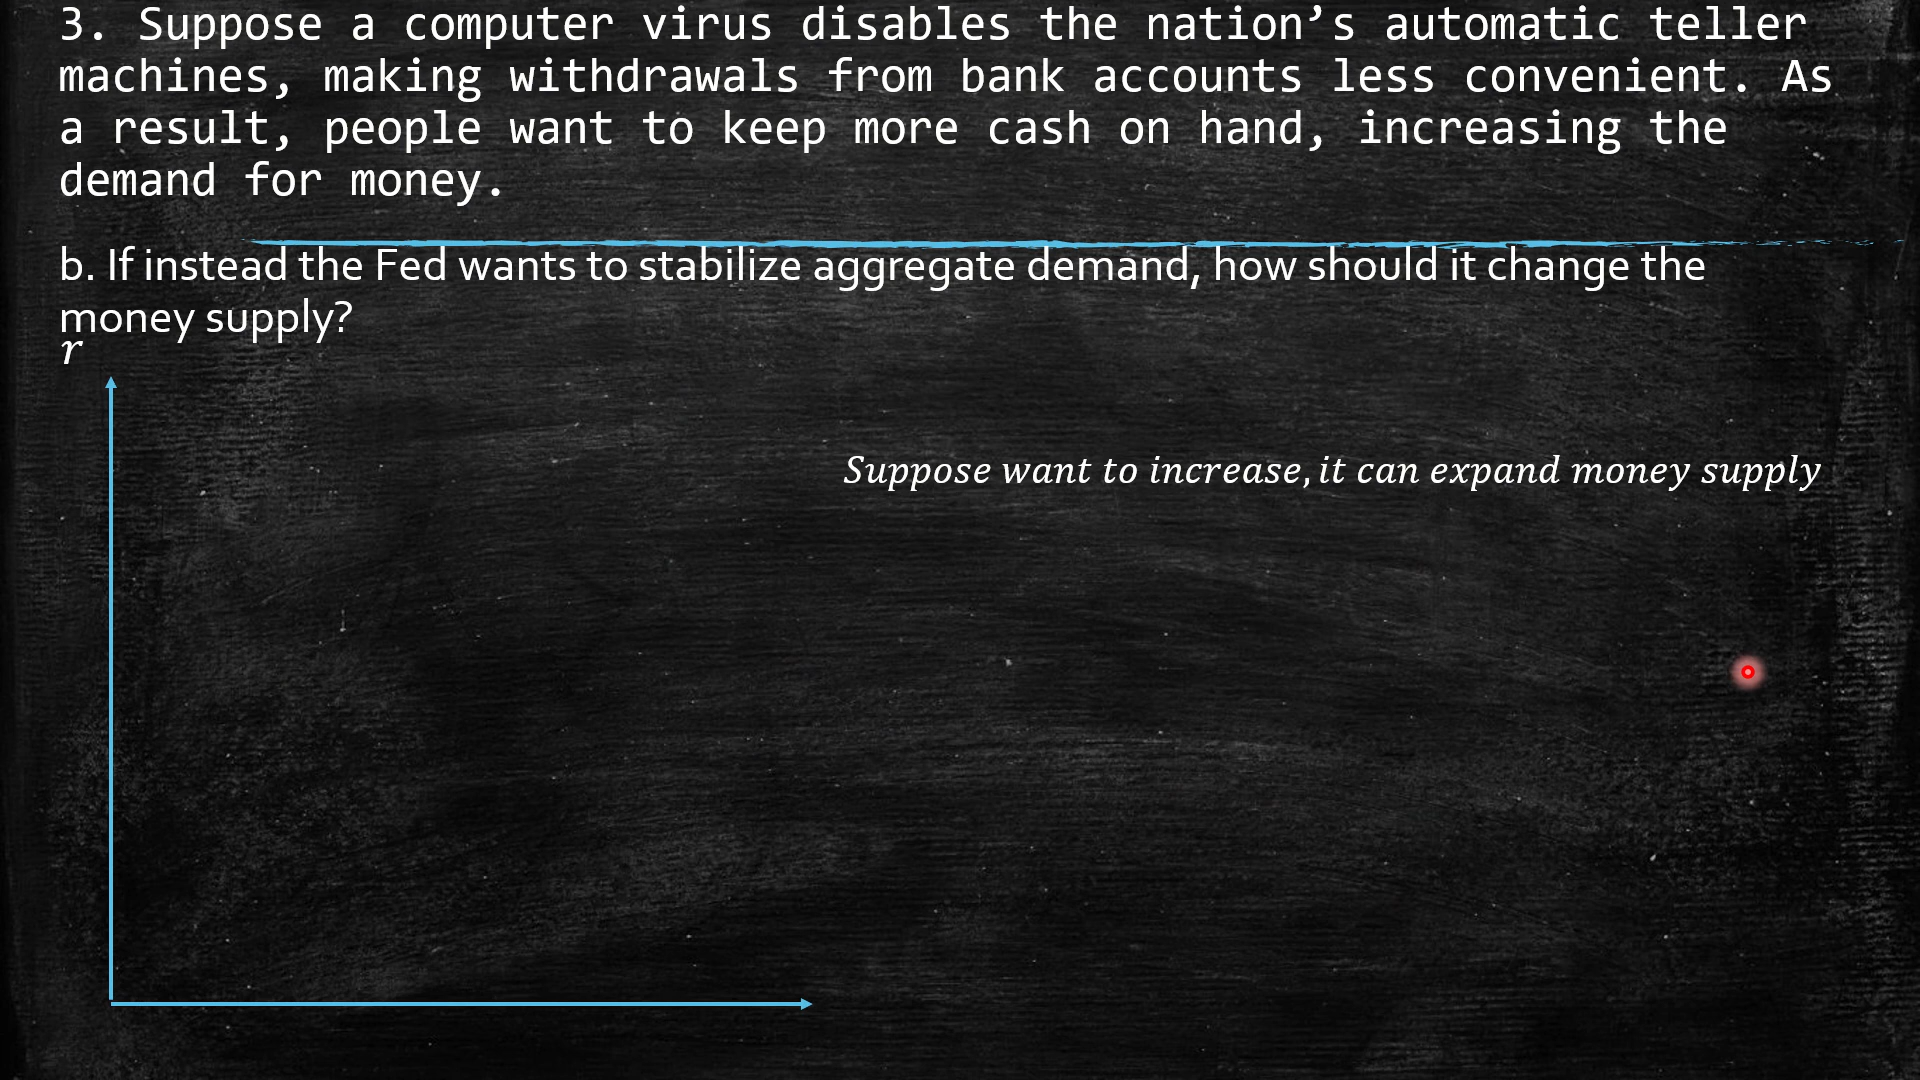 3. Suppose a computer virus disables the nation’s automatic teller
machines, making withdrawals from bank accounts less convenient. As
a result, people want to keep more cash on hand, increasing the
demand for money.
b. If instead the Fed wants to stabilize aggregate demand, how should it change the
money supply?
r
Suppose want to increase, it can expand money supply